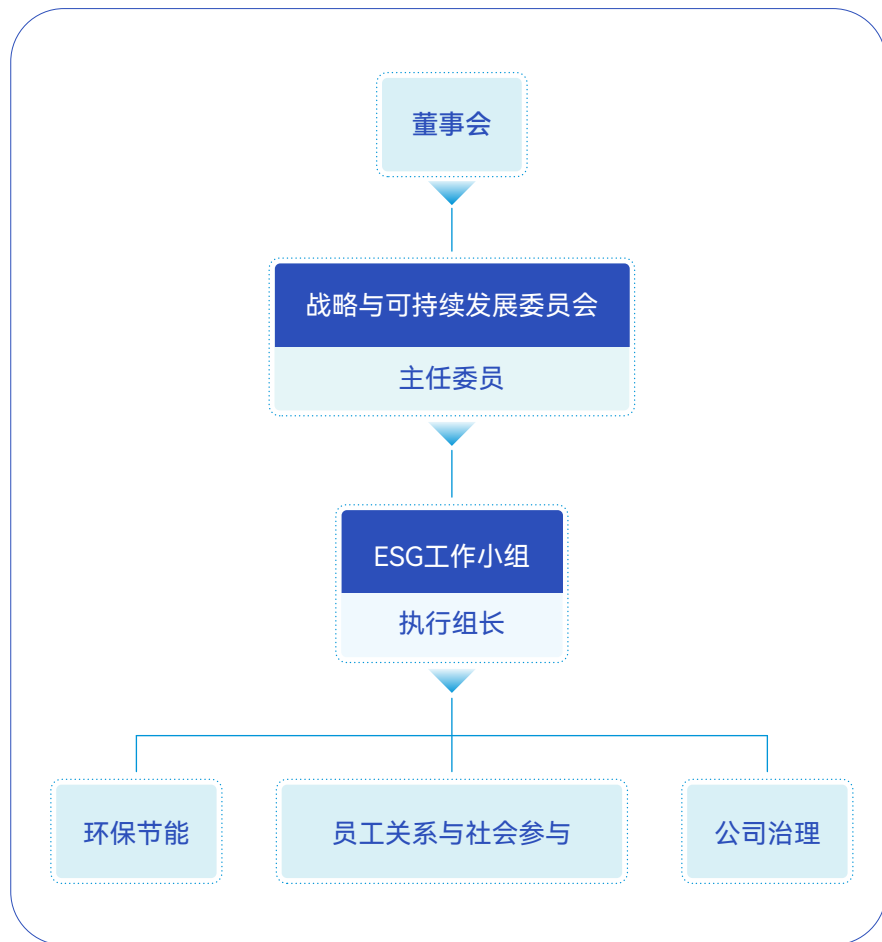 董事会
战略与可持续发展委员会
主任委员
ESG工作小组
执行组长
环保节能
员工关系与社会参与
公司治理